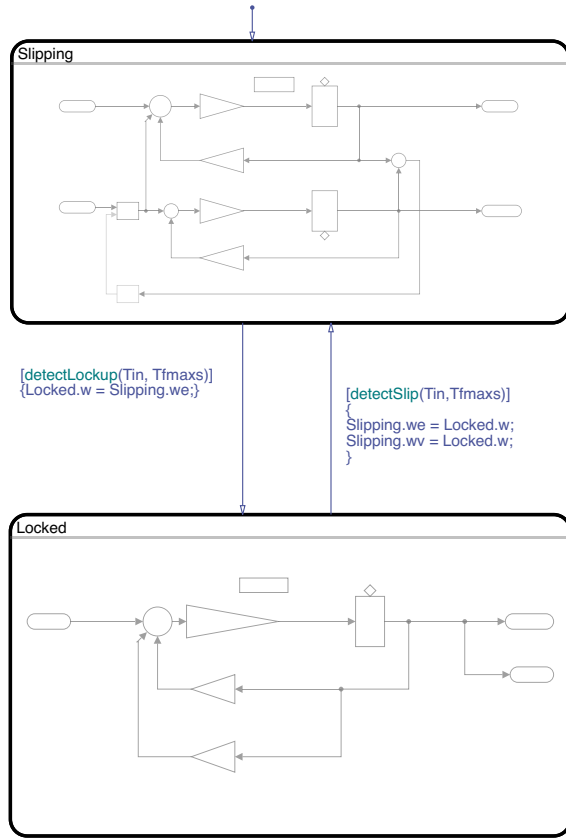 Slipping
[detectLockup(Tin, Tfmaxs)]
{Locked.w = Slipping.we;}
[detectSlip(Tin,Tfmaxs)]
{
Slipping.we = Locked.w;
Slipping.wv = Locked.w;
}
Locked